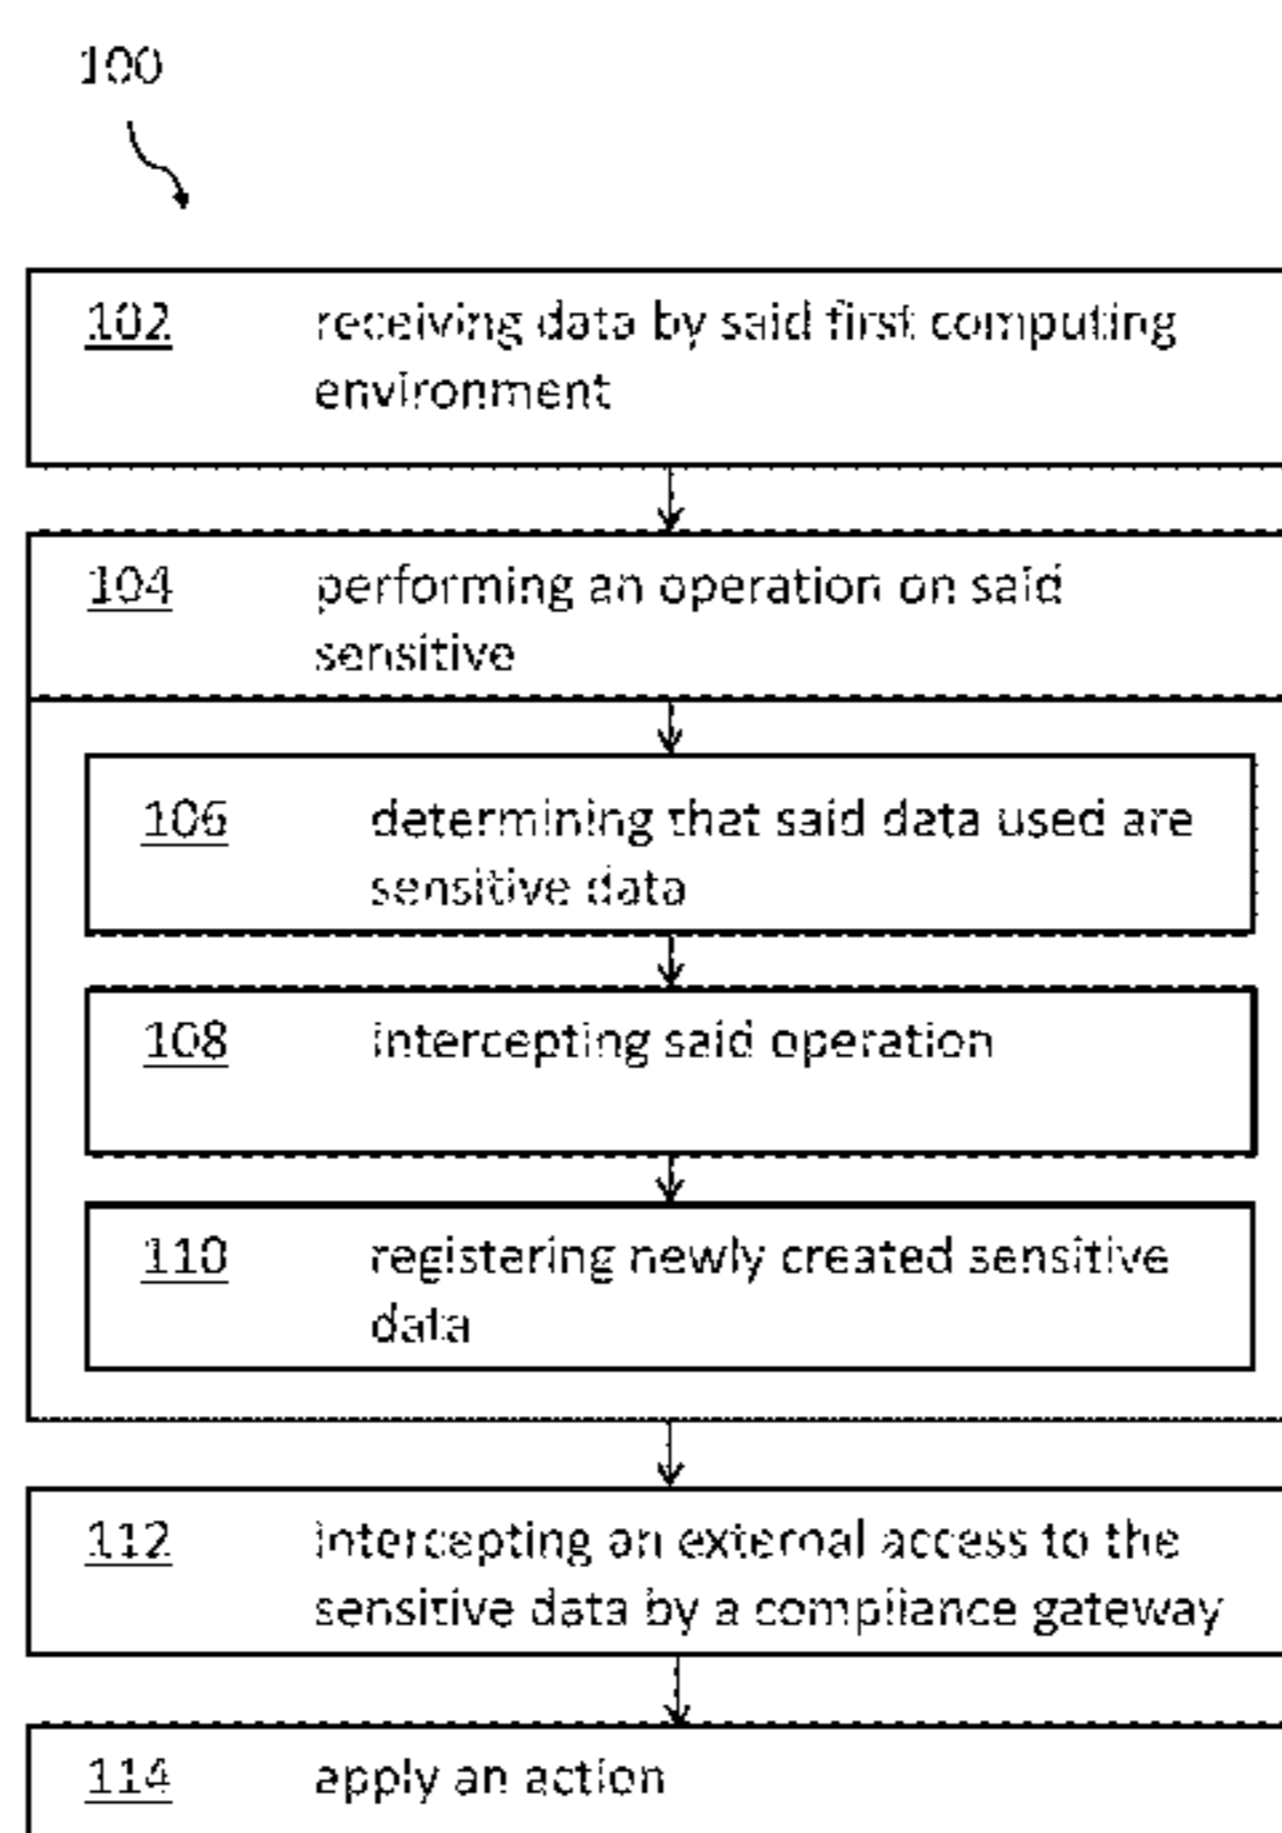 100
102 receiving data by said first computing
environment
104 performing an operation on said
sensitive
106 determining that said data used are
sensitive data
108 intercepting said operation
110 registering newly created sensitive
data
112 intercepting an external access to the
sensitive data by a compliance gateway
114 apply an action